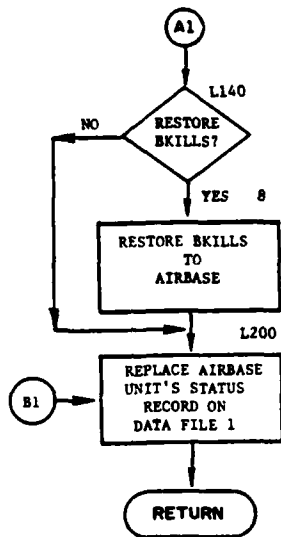 A1
L140
RESTORE
BKILLS?
NO
YES 8
RESTORE BKILLS
TO
AIRBASE
L200
REPLACE AIRBASE
UNIT'S STATUS
RECORD ON
DATA FILE 1
B1
RETURN